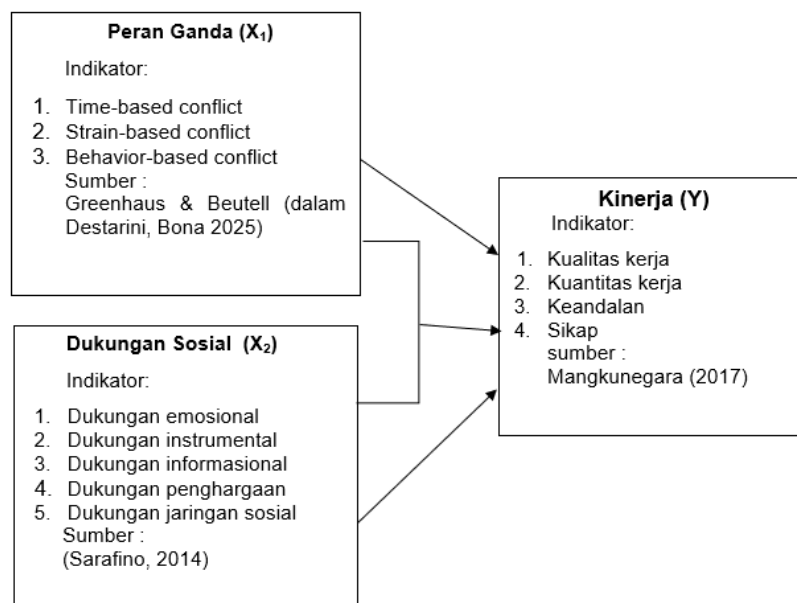 Peran Ganda (X₁)
Indikator:
1. Time-based conflict
2. Strain-based conflict
3. Behavior-based conflict
Sumber :
Greenhaus & Beutell (dalam
Destarini, Bona 2025)
Dukungan Sosial (X₂)
Indikator:
1. Dukungan emosional
2. Dukungan instrumental
3. Dukungan informasional
4. Dukungan penghargaan
5. Dukungan jaringan sosial
Sumber :
(Sarafino, 2014)
Kinerja (Y)
Indikator:
1. Kualitas kerja
2. Kuantitas kerja
3. Keandalan
4. Sikap
sumber :
Mangkunegara (2017)